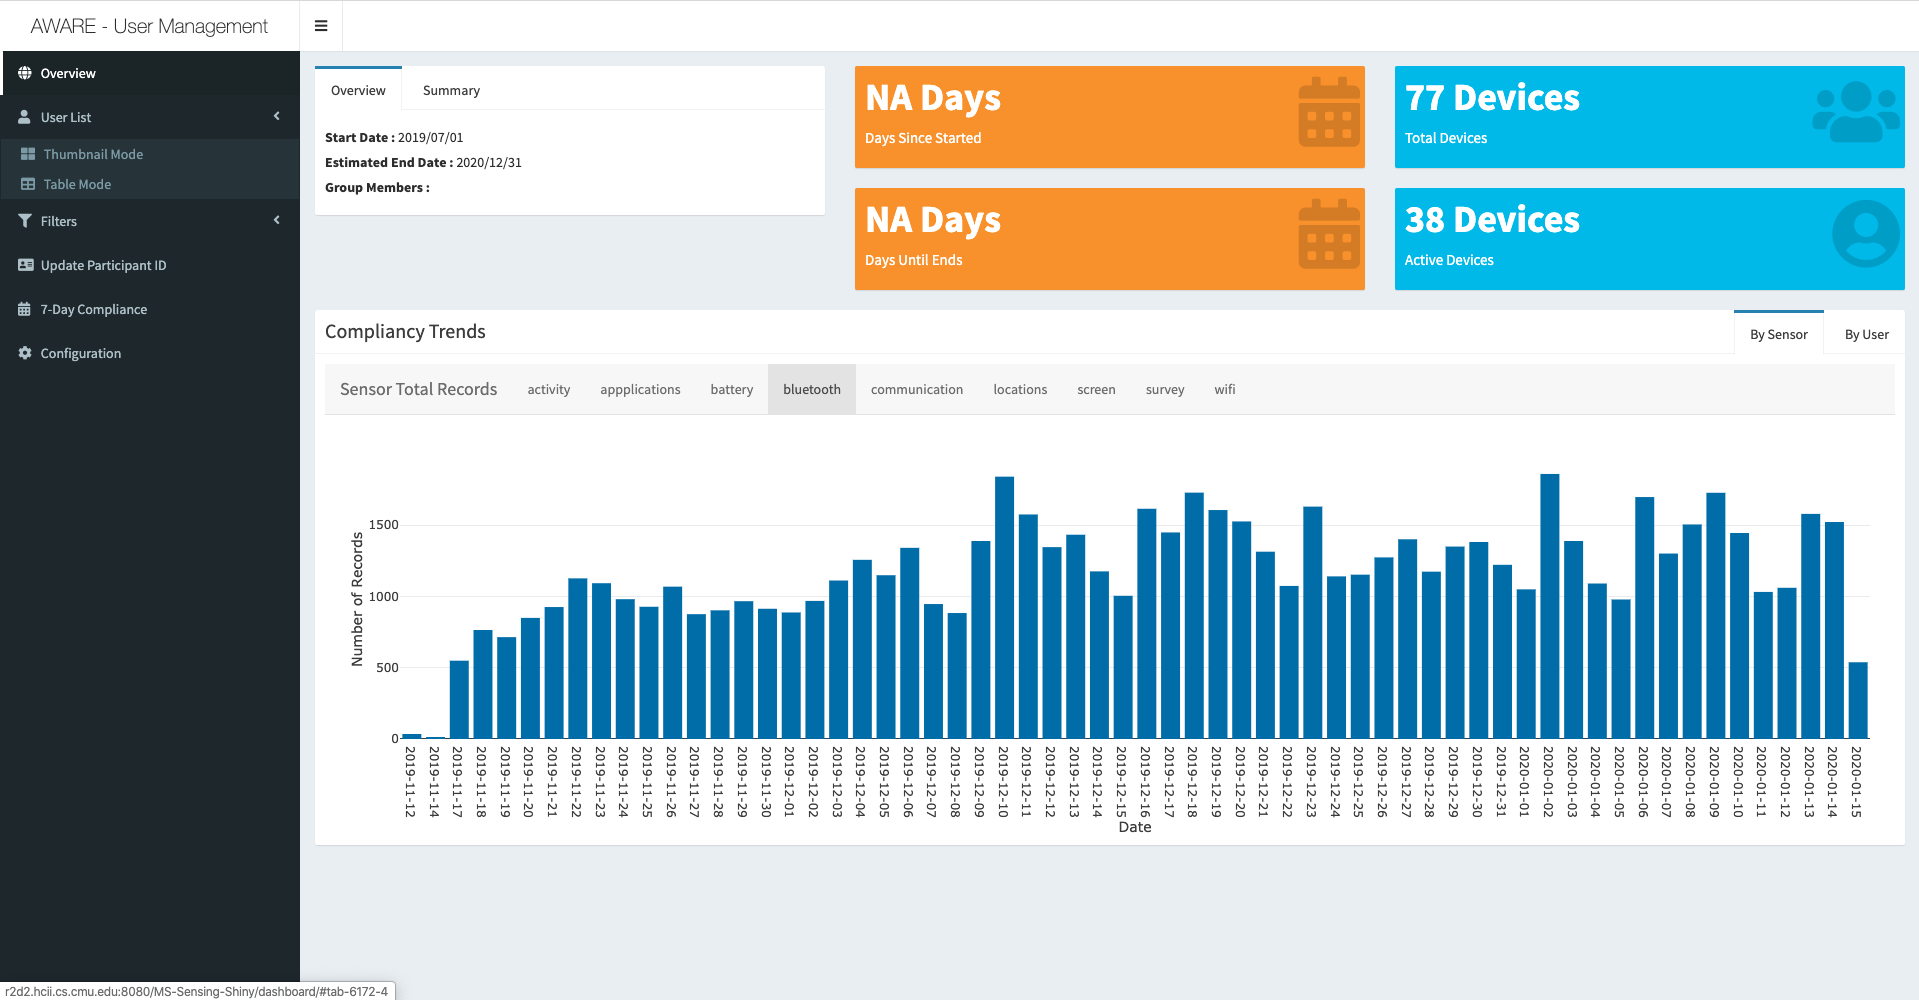 AWARE - User Management
Overview
User List
Thumbnail Mode
Table Mode
Filters
Update Participant ID
7-Day Compliance
Configuration
Overview Summary
Start Date : 2019/07/01
Estimated End Date : 2020/12/31
Group Members :
NA Days
Days Since Started
77 Devices
Total Devices
NA Days
Days Until Ends
38 Devices
Active Devices
Compliancy Trends
By Sensor By User
Sensor Total Records activity appplications battery bluetooth communication locations screen survey wifi
Number of Records
1500
1000
500
0
2019-11-12
2019-11-14
2019-11-17
2019-11-18
2019-11-19
2019-11-20
2019-11-21
2019-11-22
2019-11-23
2019-11-24
2019-11-25
2019-11-26
2019-11-27
2019-11-28
2019-11-29
2019-11-30
2019-12-01
2019-12-02
2019-12-03
2019-12-04
2019-12-05
2019-12-06
2019-12-07
2019-12-08
2019-12-09
2019-12-10
2019-12-11
2019-12-12
2019-12-13
2019-12-14
2019-12-15
2019-12-16
2019-12-17
2019-12-18
2019-12-19
2019-12-20
2019-12-21
2019-12-22
2019-12-23
2019-12-24
2019-12-25
2019-12-26
2019-12-27
2019-12-28
2019-12-29
2019-12-30
2019-12-31
2020-01-01
2020-01-02
2020-01-03
2020-01-04
2020-01-05
2020-01-06
2020-01-07
2020-01-08
2020-01-09
2020-01-10
2020-01-11
2020-01-12
2020-01-13
2020-01-14
2020-01-15
Date
r2d2.hcii.cs.cmu.edu:8080/MS-Sensing-Shiny/dashboard/#tab-6172-4